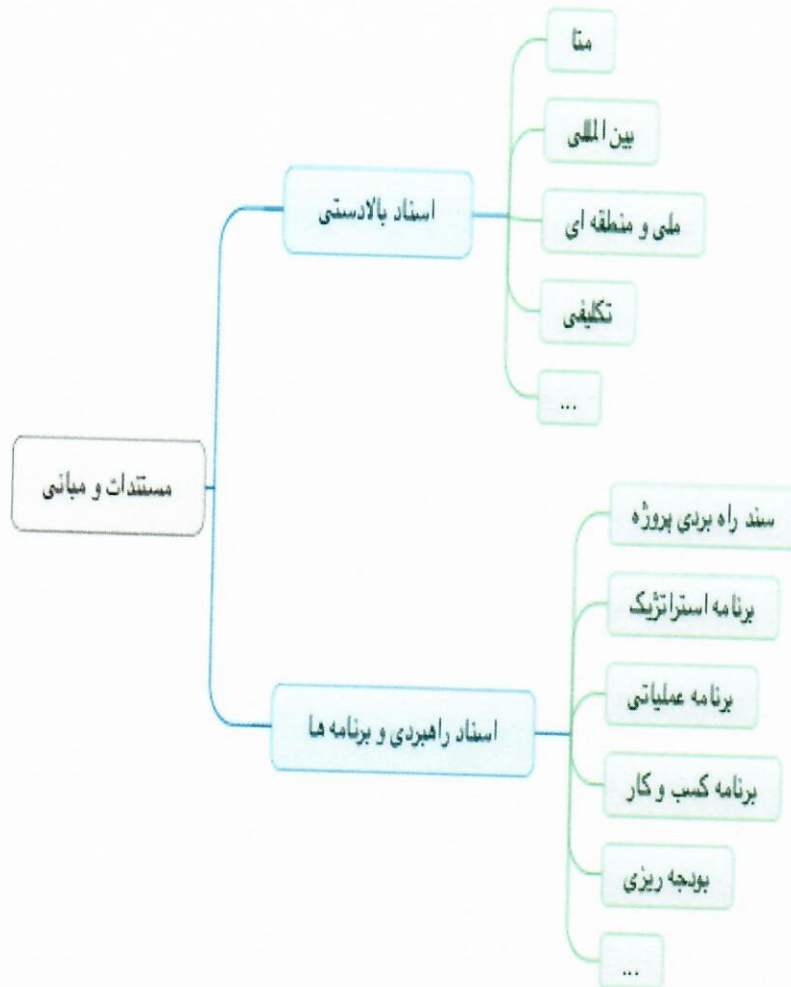 مستندات و مبانی
اسناد بالادستی
متا
بین المللی
ملی و منطقه ای
تکلیفی
...
اسناد راهبردی و برنامه ها
سند راه بردی پروژه
برنامه استراتژیک
برنامه عملیاتی
برنامه کسب و کار
بودجه ریزی
...